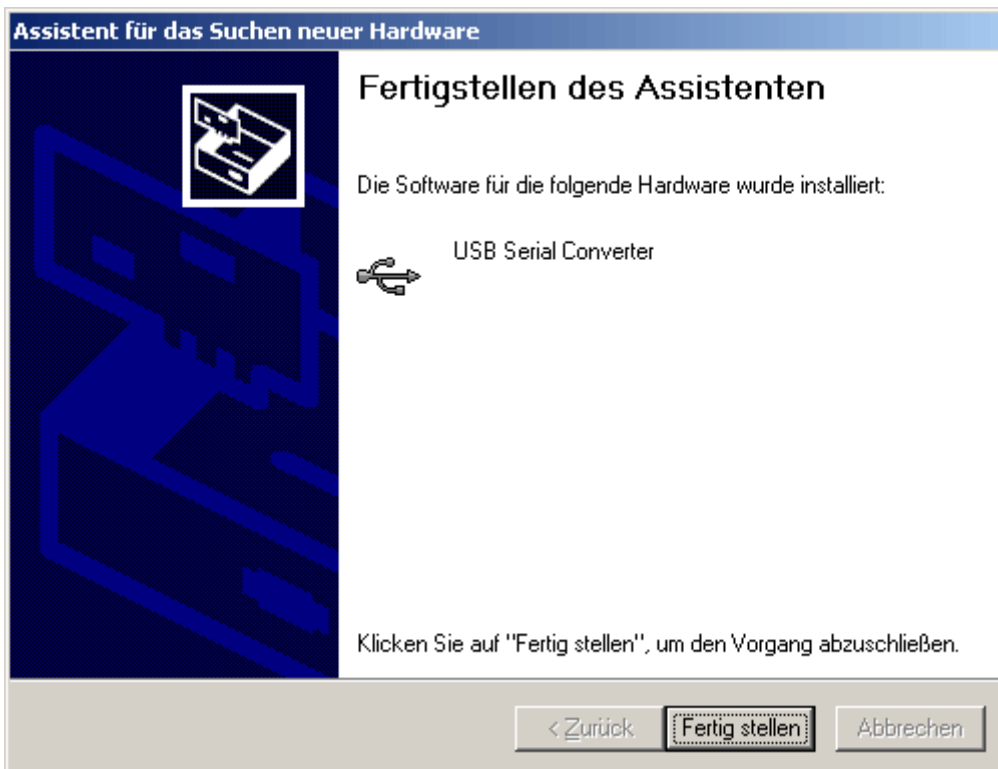 Assistent für das Suchen neuer Hardware
Fertigstellen des Assistenten
Die Software für die folgende Hardware wurde installiert:
USB Serial Converter
Klicken Sie auf "Fertig stellen", um den Vorgang abzuschließen.
< Zurück Fertig stellen Abbrechen